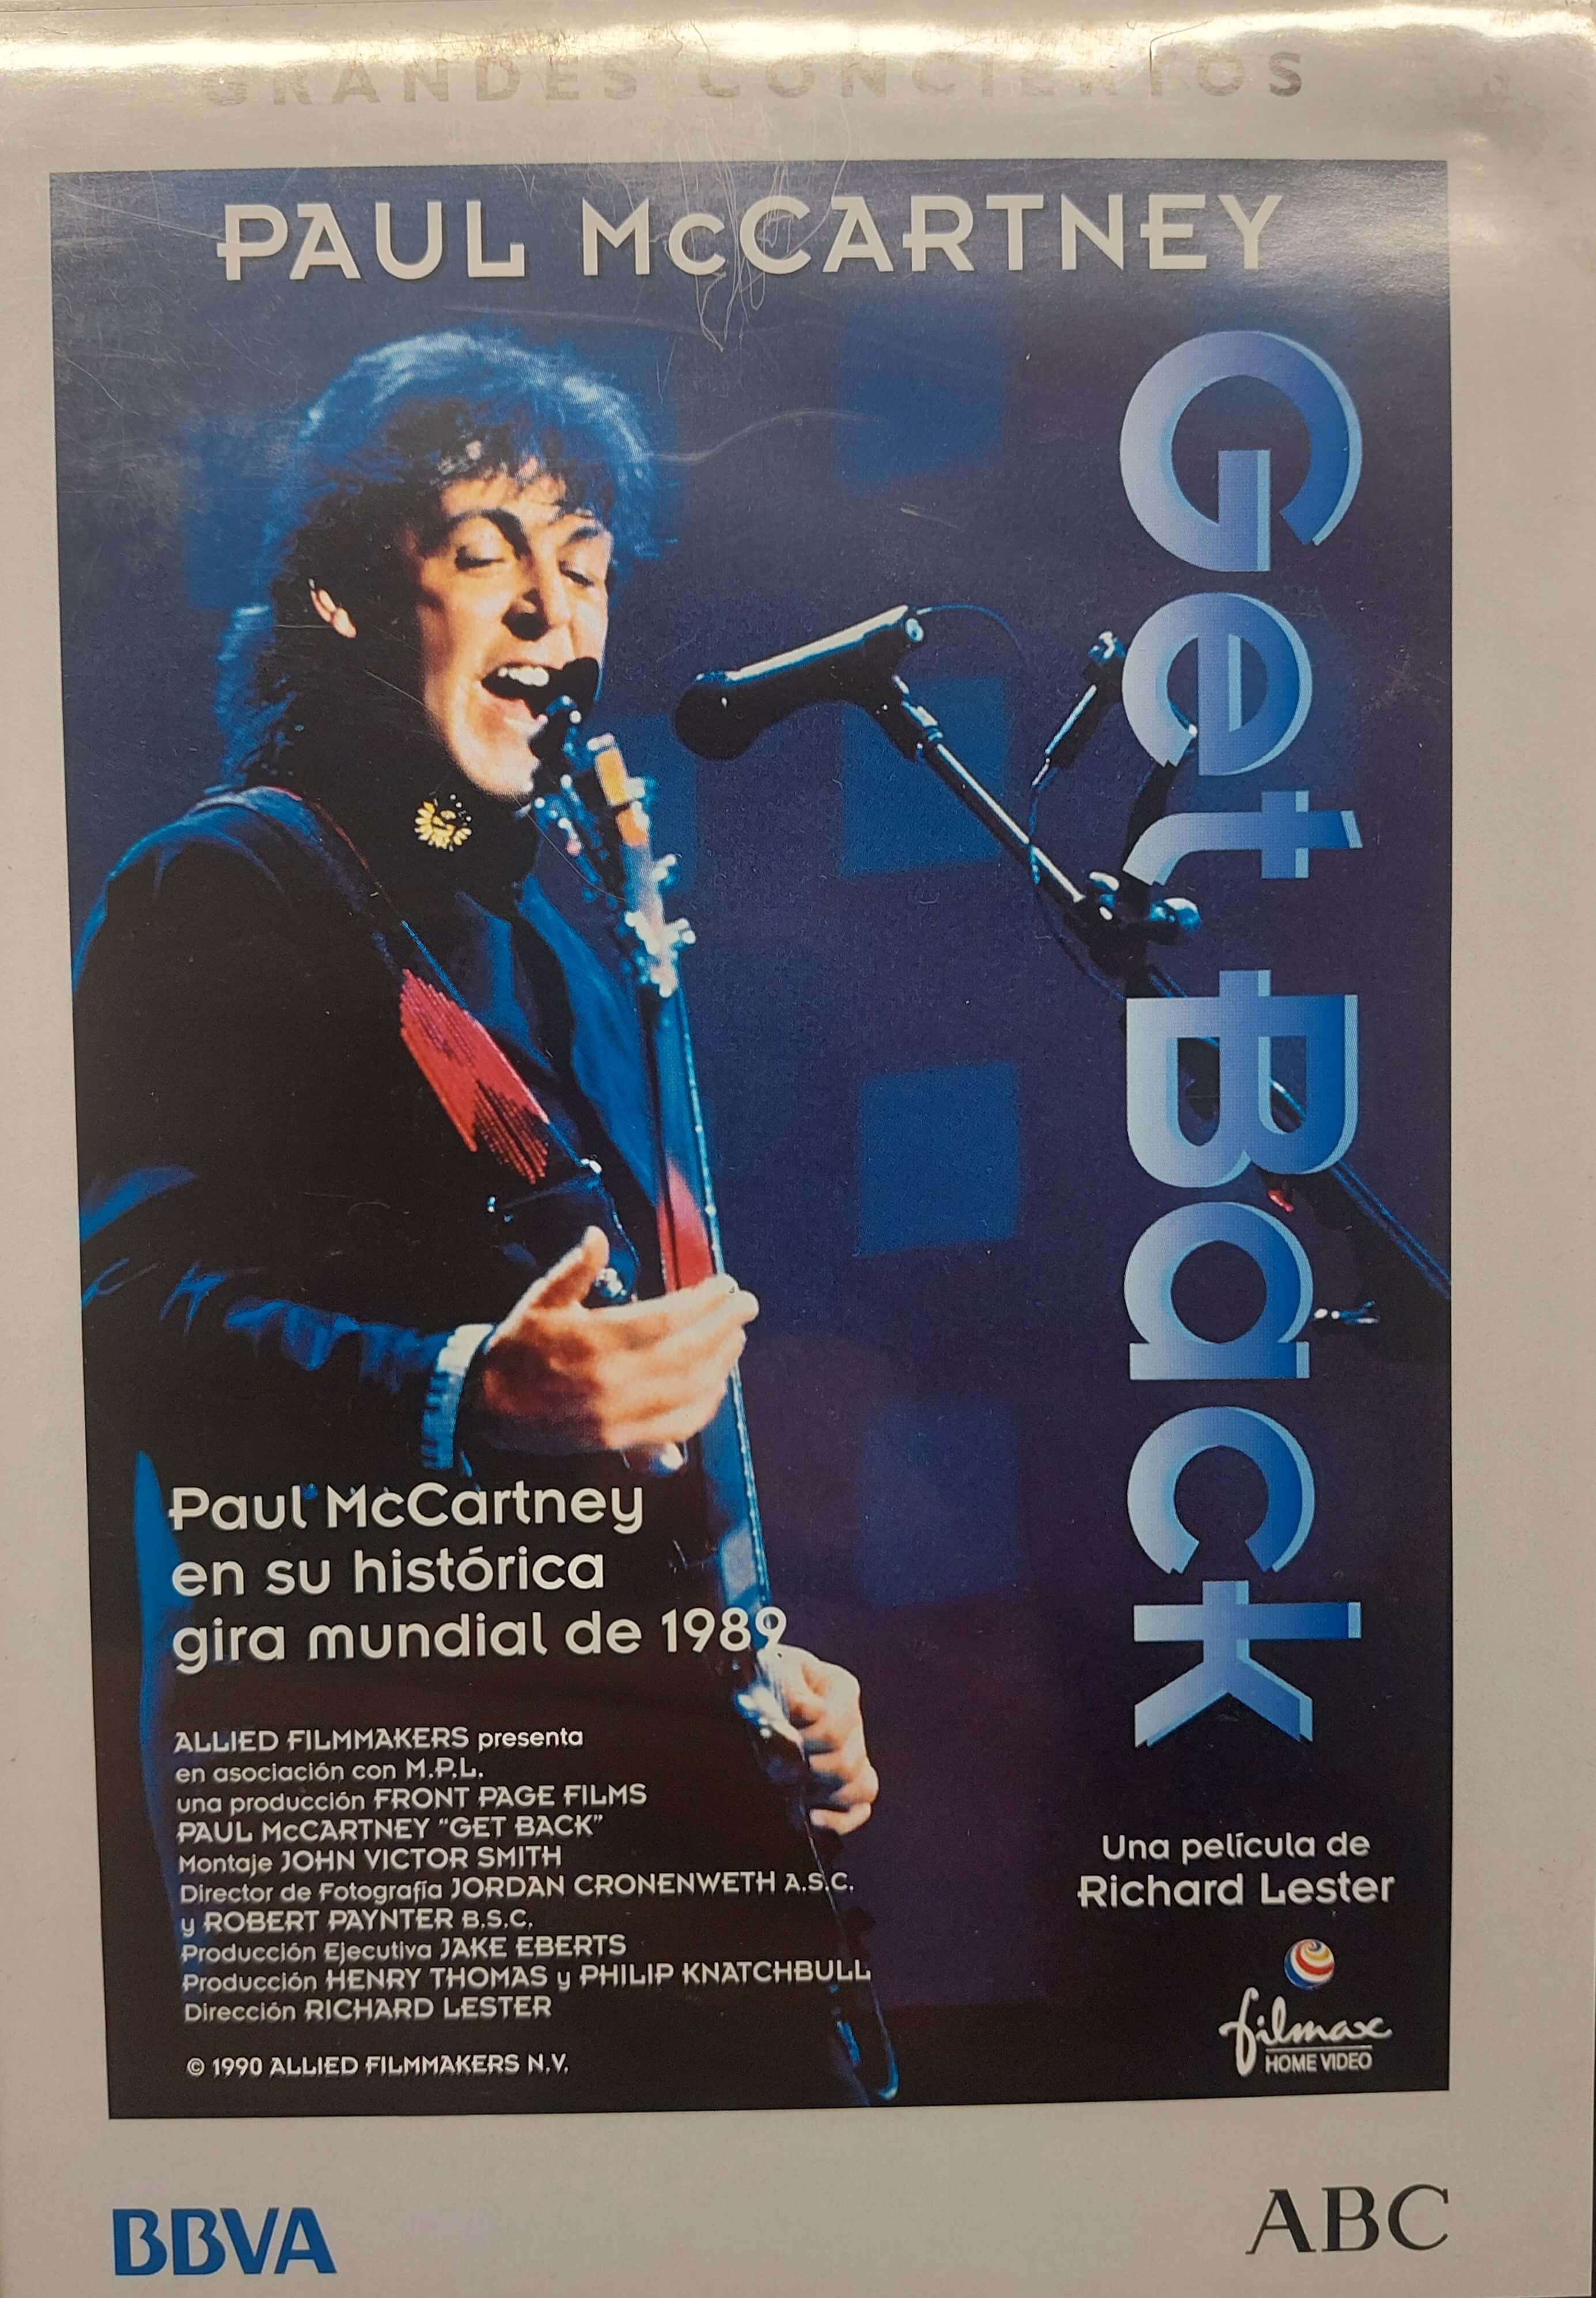 GRANDES CONCIERTOS
PAUL McCARTNEY
Get Back
Paul McCartney
en su histórica
gira mundial de 1989
ALLIED FILMMAKERS presenta
en asociación con M.P.L.
una producción FRONT PAGE FILMS
PAUL McCARTNEY “GET BACK”
Montaje JOHN VICTOR SMITH
Director de Fotografía JORDAN CRONENWETH A.S.C.
y ROBERT PAYNTER B.S.C.
Producción Ejecutiva JAKE EBERTS
Producción HENRY THOMAS y PHILIP KNATCHBULL
Dirección RICHARD LESTER
© 1990 ALLIED FILMMAKERS N.V.
Una película de
Richard Lester
filmax
HOME VIDEO
BBVA
ABC